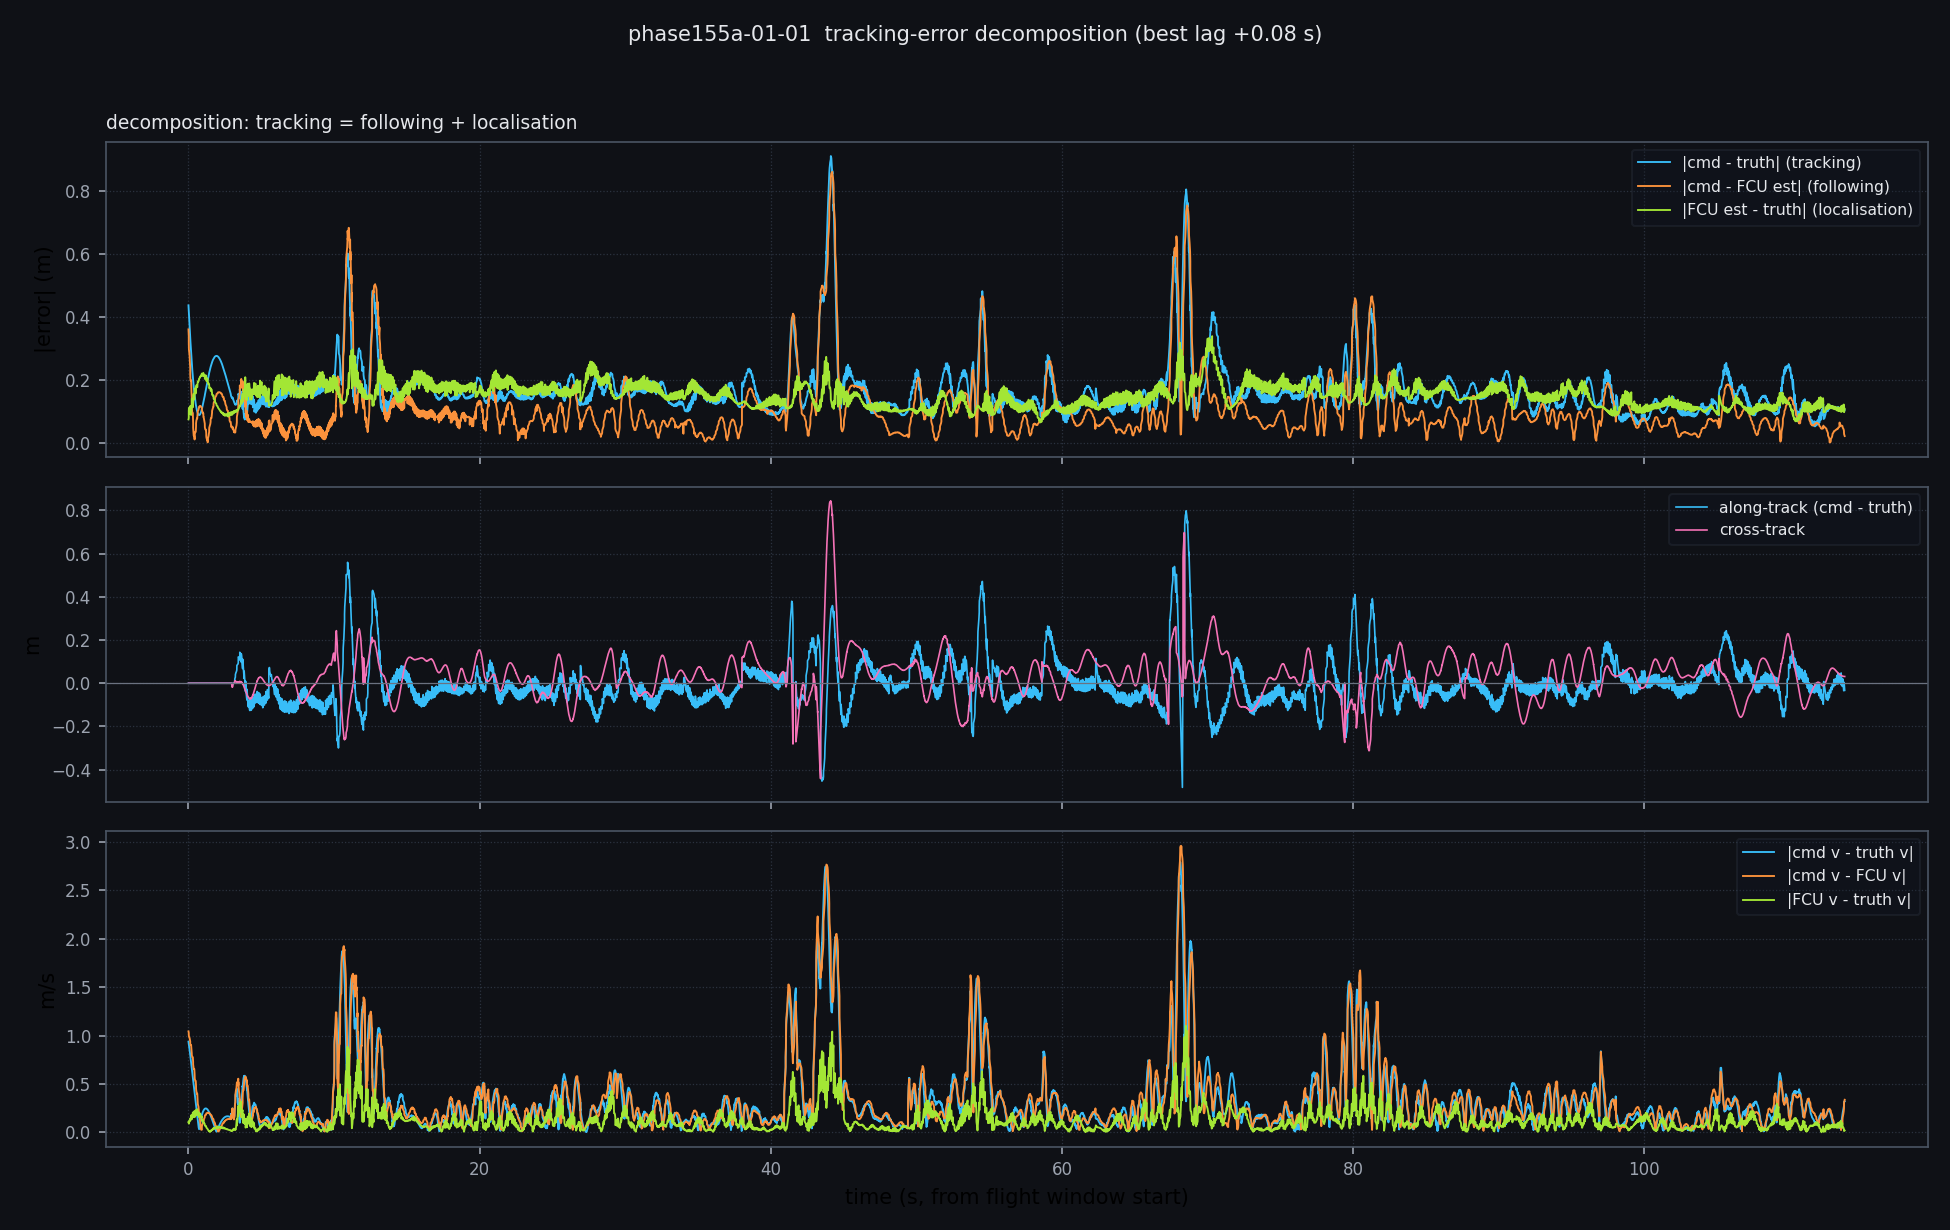 phase155a-01-01  tracking-error decomposition (best lag +0.08 s)
decomposition: tracking = following + localisation
|error| (m)
0.8
0.6
0.4
0.2
0.0
|cmd - truth| (tracking)
|cmd - FCU est| (following)
|FCU est - truth| (localisation)
m
0.8
0.6
0.4
0.2
0.0
−0.2
−0.4
along-track (cmd - truth)
cross-track
m/s
3.0
2.5
2.0
1.5
1.0
0.5
0.0
|cmd v - truth v|
|cmd v - FCU v|
|FCU v - truth v|
0
20
40
60
80
100
time (s, from flight window start)